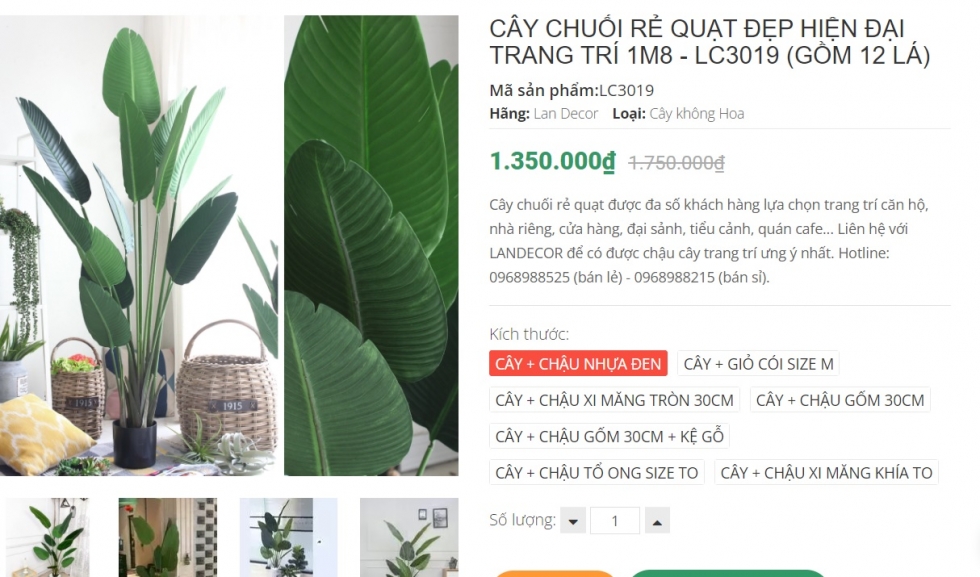 CÂY CHUỐI RẺ QUẠT ĐẸP HIỆN ĐẠI
TRANG TRÍ 1M8 - LC3019 (GỒM 12 LÁ)
Mã sản phẩm:LC3019
Hãng: Lan Decor Loại: Cây không Hoa
1.350.000₫ 1.750.000₫
Cây chuối rẻ quạt được đa số khách hàng lựa chọn trang trí căn hộ,
nhà riêng, cửa hàng, đại sảnh, tiểu cảnh, quán cafe... Liên hệ với
LANDECOR để có được chậu cây trang trí ưng ý nhất. Hotline:
0968988525 (bán lẻ) - 0968988215 (bán sỉ).
Kích thước:
CÂY + CHẬU NHỰA ĐEN CÂY + GIỎ CÓI SIZE M
CÂY + CHẬU XI MĂNG TRÒN 30CM CÂY + CHẬU GỐM 30CM
CÂY + CHẬU GỐM 30CM + KỆ GỖ
CÂY + CHẬU TỔ ONG SIZE TO CÂY + CHẬU XI MĂNG KHÍA TO
Số lượng: 1
1915
1915